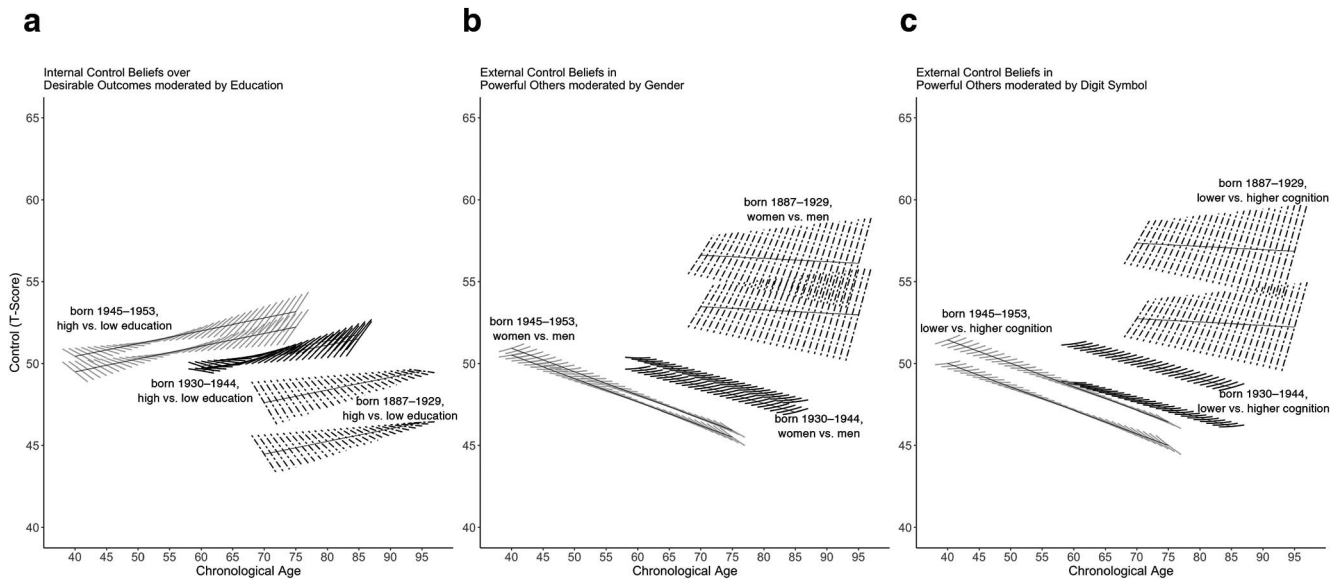 a
Internal Control Beliefs over
Desirable Outcomes moderated by Education
Control (T-Score)
65
60
55
50
45
40
born 1945–1953,
high vs. low education
born 1930–1944,
high vs. low education
born 1887–1929,
high vs. low education
40 45 50 55 60 65 70 75 80 85 90 95
Chronological Age
b
External Control Beliefs in
Powerful Others moderated by Gender
65
60
55
50
45
40
born 1887–1929,
women vs. men
born 1945–1953,
women vs. men
born 1930–1944,
women vs. men
40 45 50 55 60 65 70 75 80 85 90 95
Chronological Age
c
External Control Beliefs in
Powerful Others moderated by Digit Symbol
65
60
55
50
45
40
born 1887–1929,
lower vs. higher cognition
born 1945–1953,
lower vs. higher cognition
born 1930–1944,
lower vs. higher cognition
40 45 50 55 60 65 70 75 80 85 90 95
Chronological Age